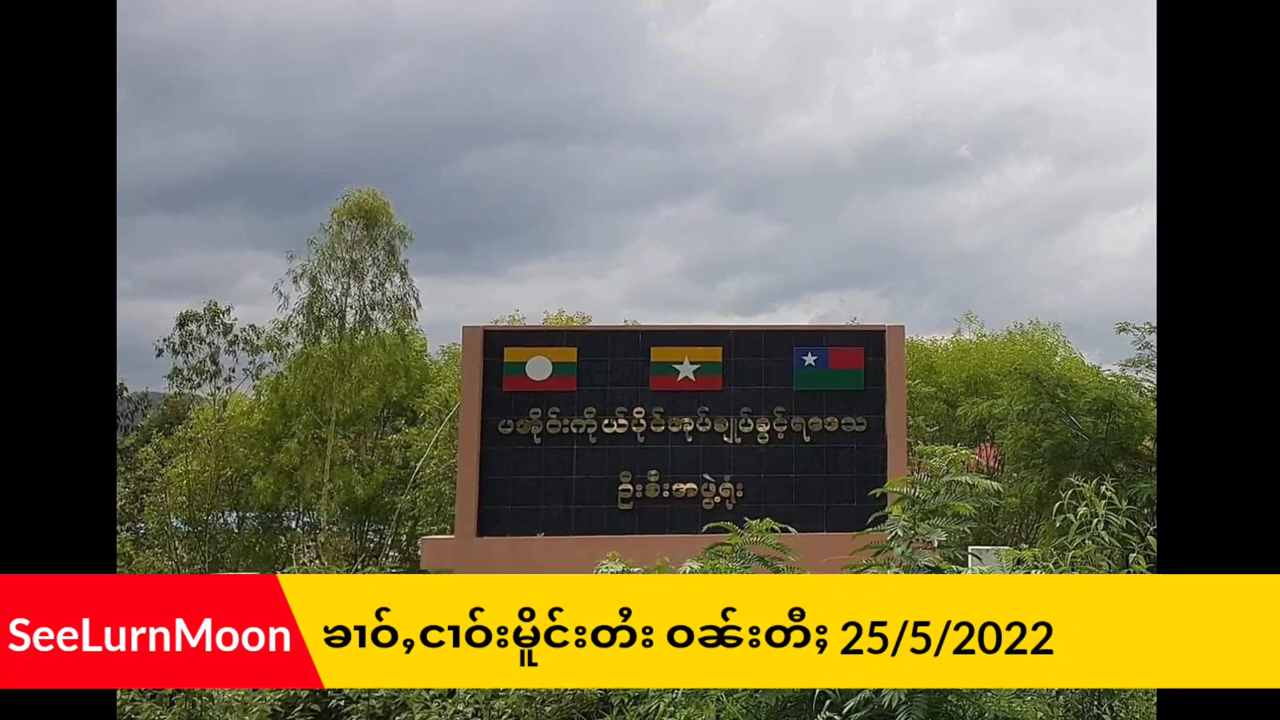 ပအိုဝ်းကိုယ်ပိုင်အုပ်ချုပ်ခွင့်ရဒေသ
ဦးစီးအဖွဲ့ရုံး
SeeLurnMoon
ၶၢဝ်ႇငၢဝ်းမိူင်းတႆး ဝၼ်းတီႈ 25/5/2022